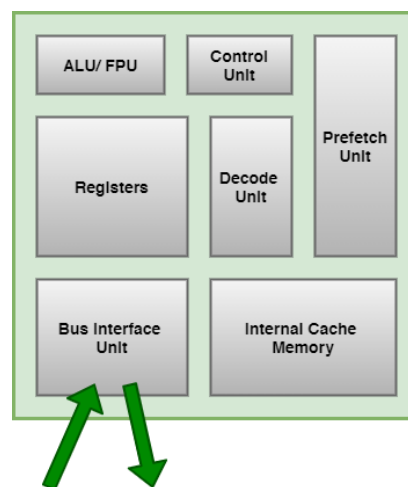 ALU/ FPU
Control
Unit
Prefetch
Unit
Registers
Decode
Unit
Bus Interface
Unit
Internal Cache
Memory